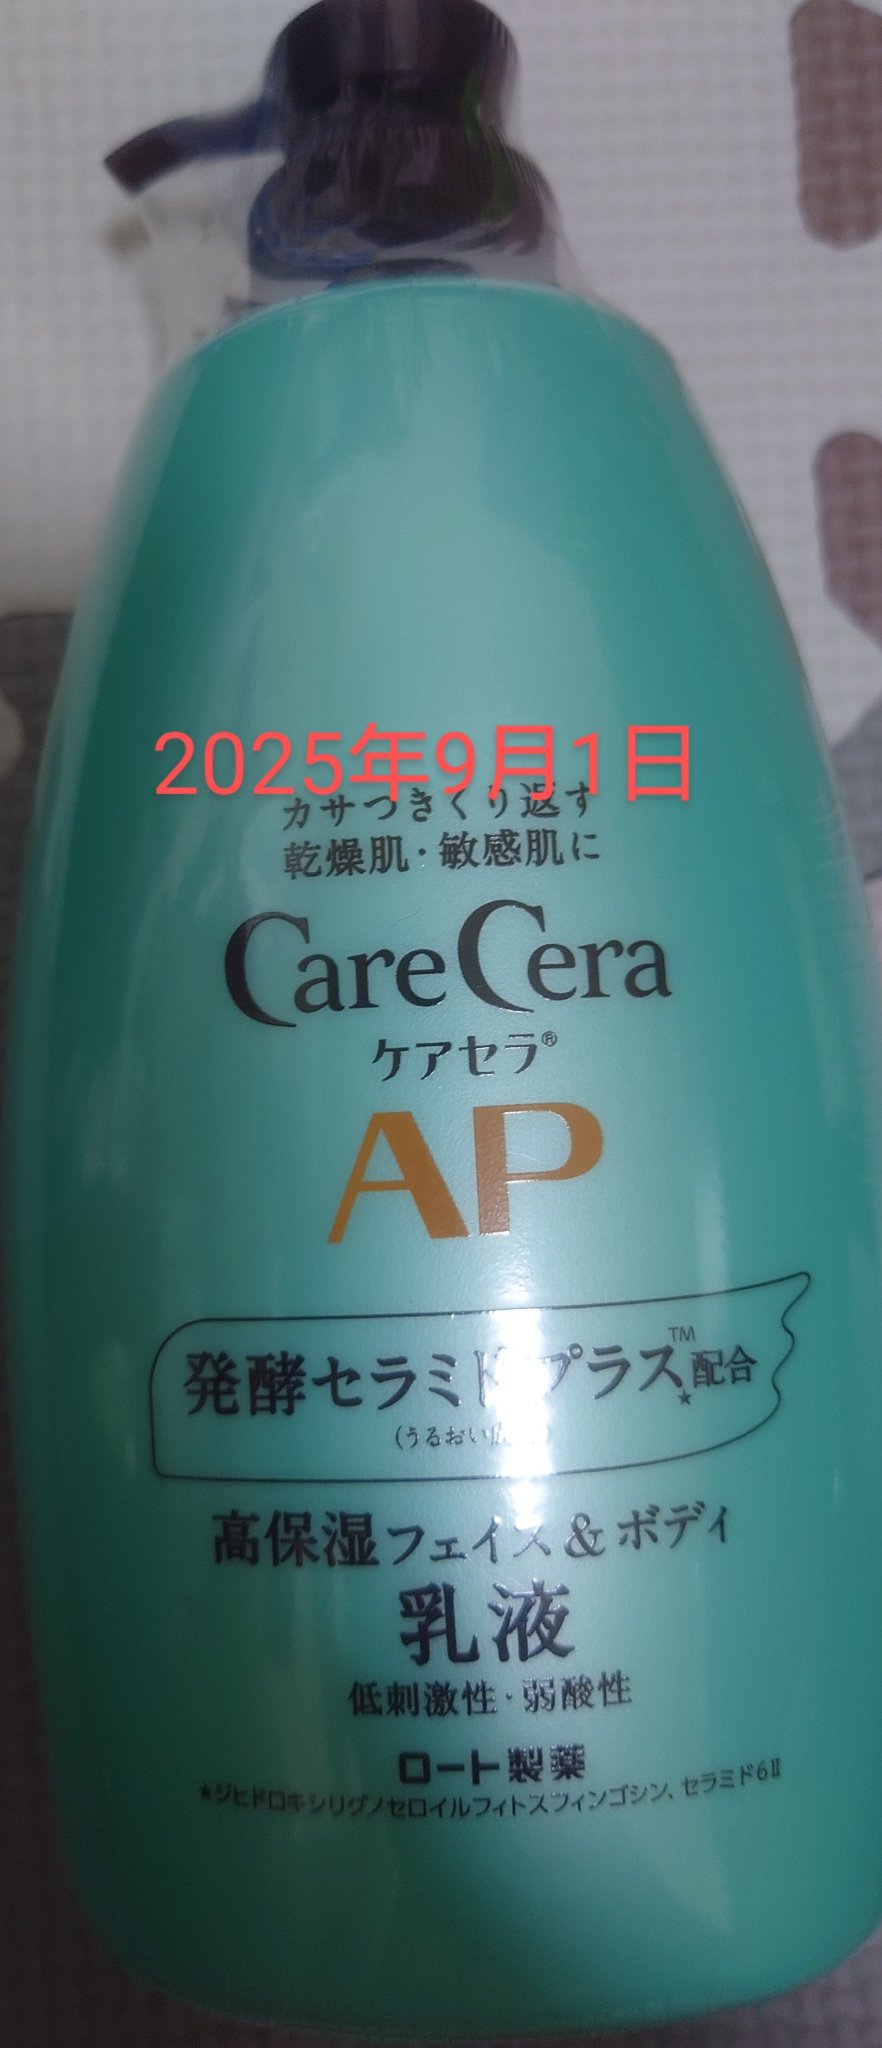 2025年9月1日
カサつきくり返す
乾燥肌・敏感肌に
CareCera
ケアセラ®
AP
発酵セラミドプラス™★配合
(うるおい
高保湿フェイス&ボディ
乳液
低刺激性・弱酸性
ロート製薬
★ジヒドロキシリグノセロイルフィトスフィンゴシン、セラミド6Ⅱ